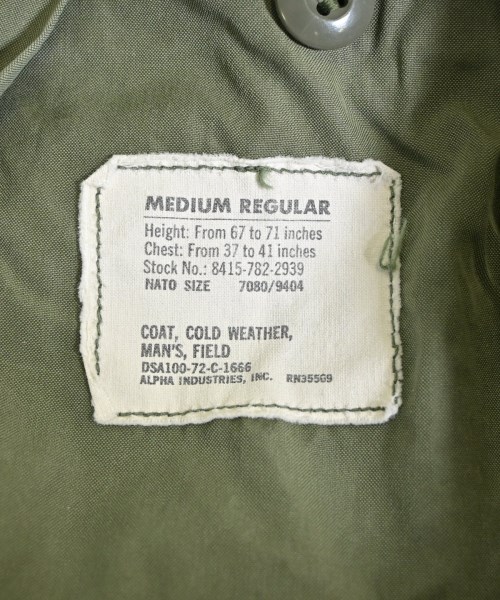 MEDIUM REGULAR
Height: From 67 to 71 inches
Chest: From 37 to 41 inches
Stock No.: 8415-782-2939
NATO SIZE 7080/9404
COAT, COLD WEATHER,
MAN'S, FIELD
DSA100-72-C-1666
ALPHA INDUSTRIES, INC. RN35509